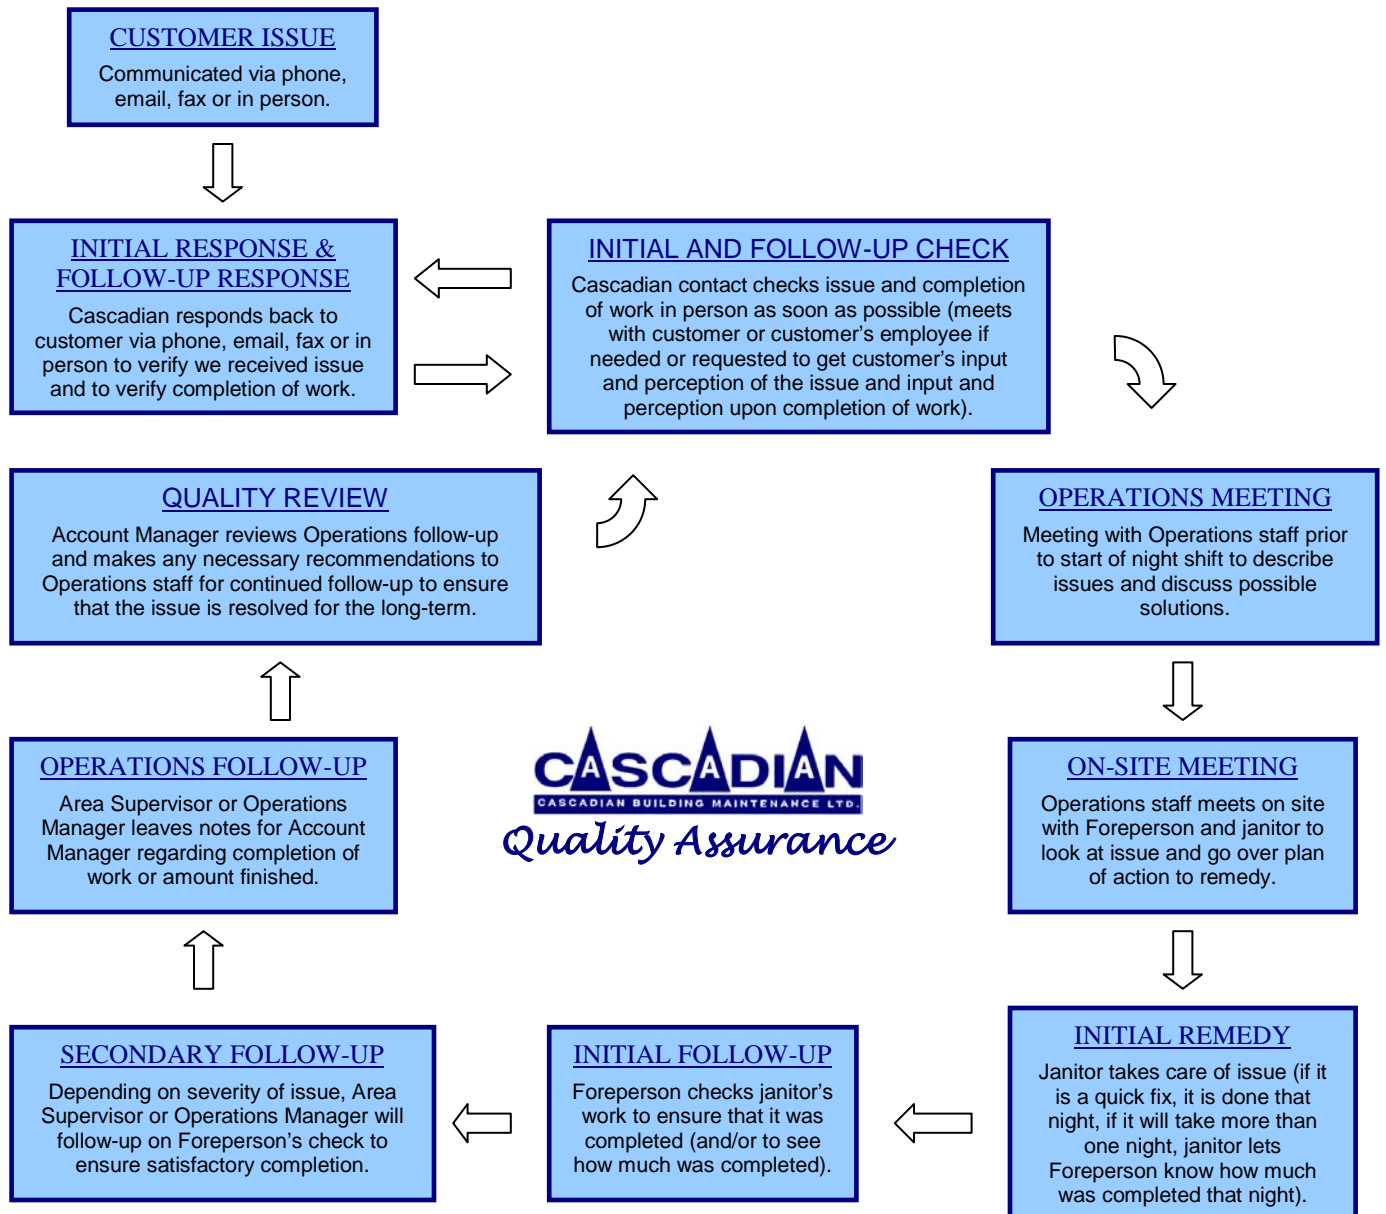 CUSTOMER ISSUE
Communicated via phone,
email, fax or in person.
INITIAL RESPONSE &
FOLLOW-UP RESPONSE
Cascadian responds back to
customer via phone, email, fax or in
person to verify we received issue
and to verify completion of work.
INITIAL AND FOLLOW-UP CHECK
Cascadian contact checks issue and completion
of work in person as soon as possible (meets
with customer or customer’s employee if
needed or requested to get customer’s input
and perception of the issue and input and
perception upon completion of work).
QUALITY REVIEW
Account Manager reviews Operations follow-up
and makes any necessary recommendations to
Operations staff for continued follow-up to ensure
that the issue is resolved for the long-term.
OPERATIONS MEETING
Meeting with Operations staff prior
to start of night shift to describe
issues and discuss possible
solutions.
OPERATIONS FOLLOW-UP
Area Supervisor or Operations
Manager leaves notes for Account
Manager regarding completion of
work or amount finished.
CASCADIAN
CASCADIAN BUILDING MAINTENANCE LTD.
Quality Assurance
ON-SITE MEETING
Operations staff meets on site
with Foreperson and janitor to
look at issue and go over plan
of action to remedy.
SECONDARY FOLLOW-UP
Depending on severity of issue, Area
Supervisor or Operations Manager will
follow-up on Foreperson’s check to
ensure satisfactory completion.
INITIAL FOLLOW-UP
Foreperson checks janitor’s
work to ensure that it was
completed (and/or to see
how much was completed).
INITIAL REMEDY
Janitor takes care of issue (if it
is a quick fix, it is done that
night, if it will take more than
one night, janitor lets
Foreperson know how much
was completed that night).